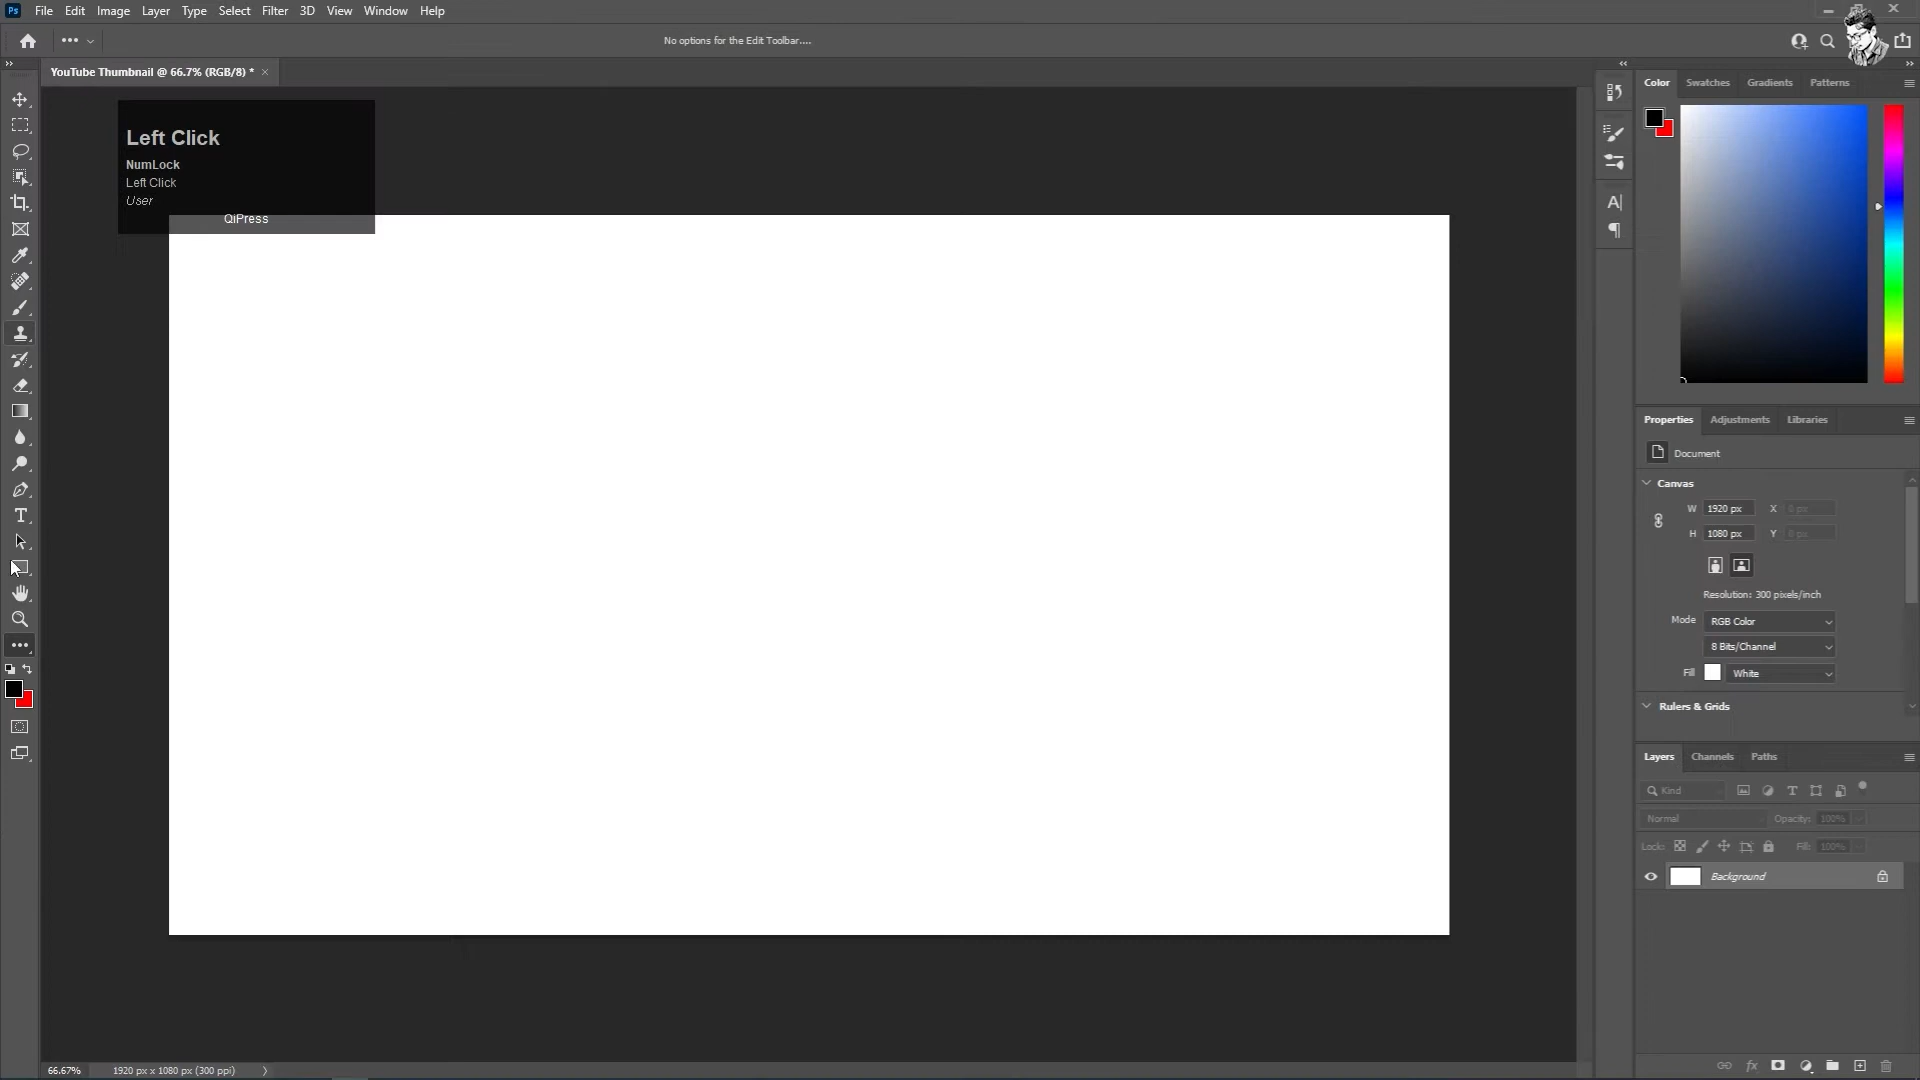 Ps File Edit Image Layer Type Select Filter 3D View Window Help
No options for the Edit Toolbar....
YouTube Thumbnail @ 66.7% (RGB/8) * ×
Left Click
NumLock
Left Click
User
QiPress
Color Swatches Gradients Patterns
Properties Adjustments Libraries
Document
Canvas
W 1920 px X 0 px
H 1080 px Y 0 px
Resolution: 300 pixels/inch
Mode RGB Color
8 Bits/Channel
Fill White
Rulers & Grids
Layers Channels Paths
Kind
Normal Opacity: 100%
Lock: Fill: 100%
Background
fx
66.67% 1920 px x 1080 px (300 ppi)